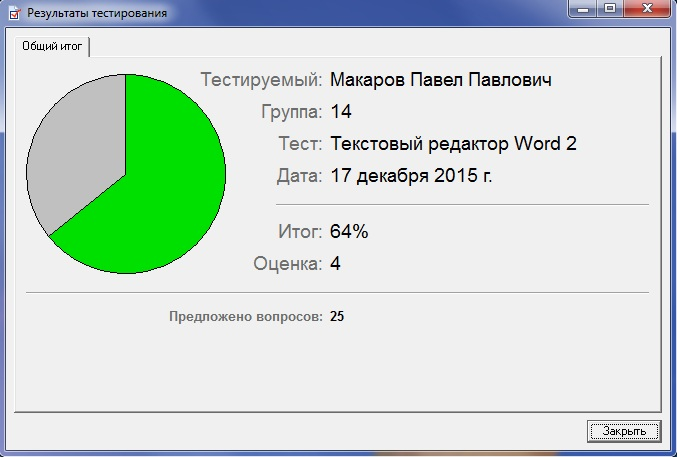 Результаты тестирования
Общий итог
Тестируемый: Макаров Павел Павлович
Группа: 14
Тест: Текстовый редактор Word 2
Дата: 17 декабря 2015 г.
Итог: 64%
Оценка: 4
Предложено вопросов: 25
Закрыть